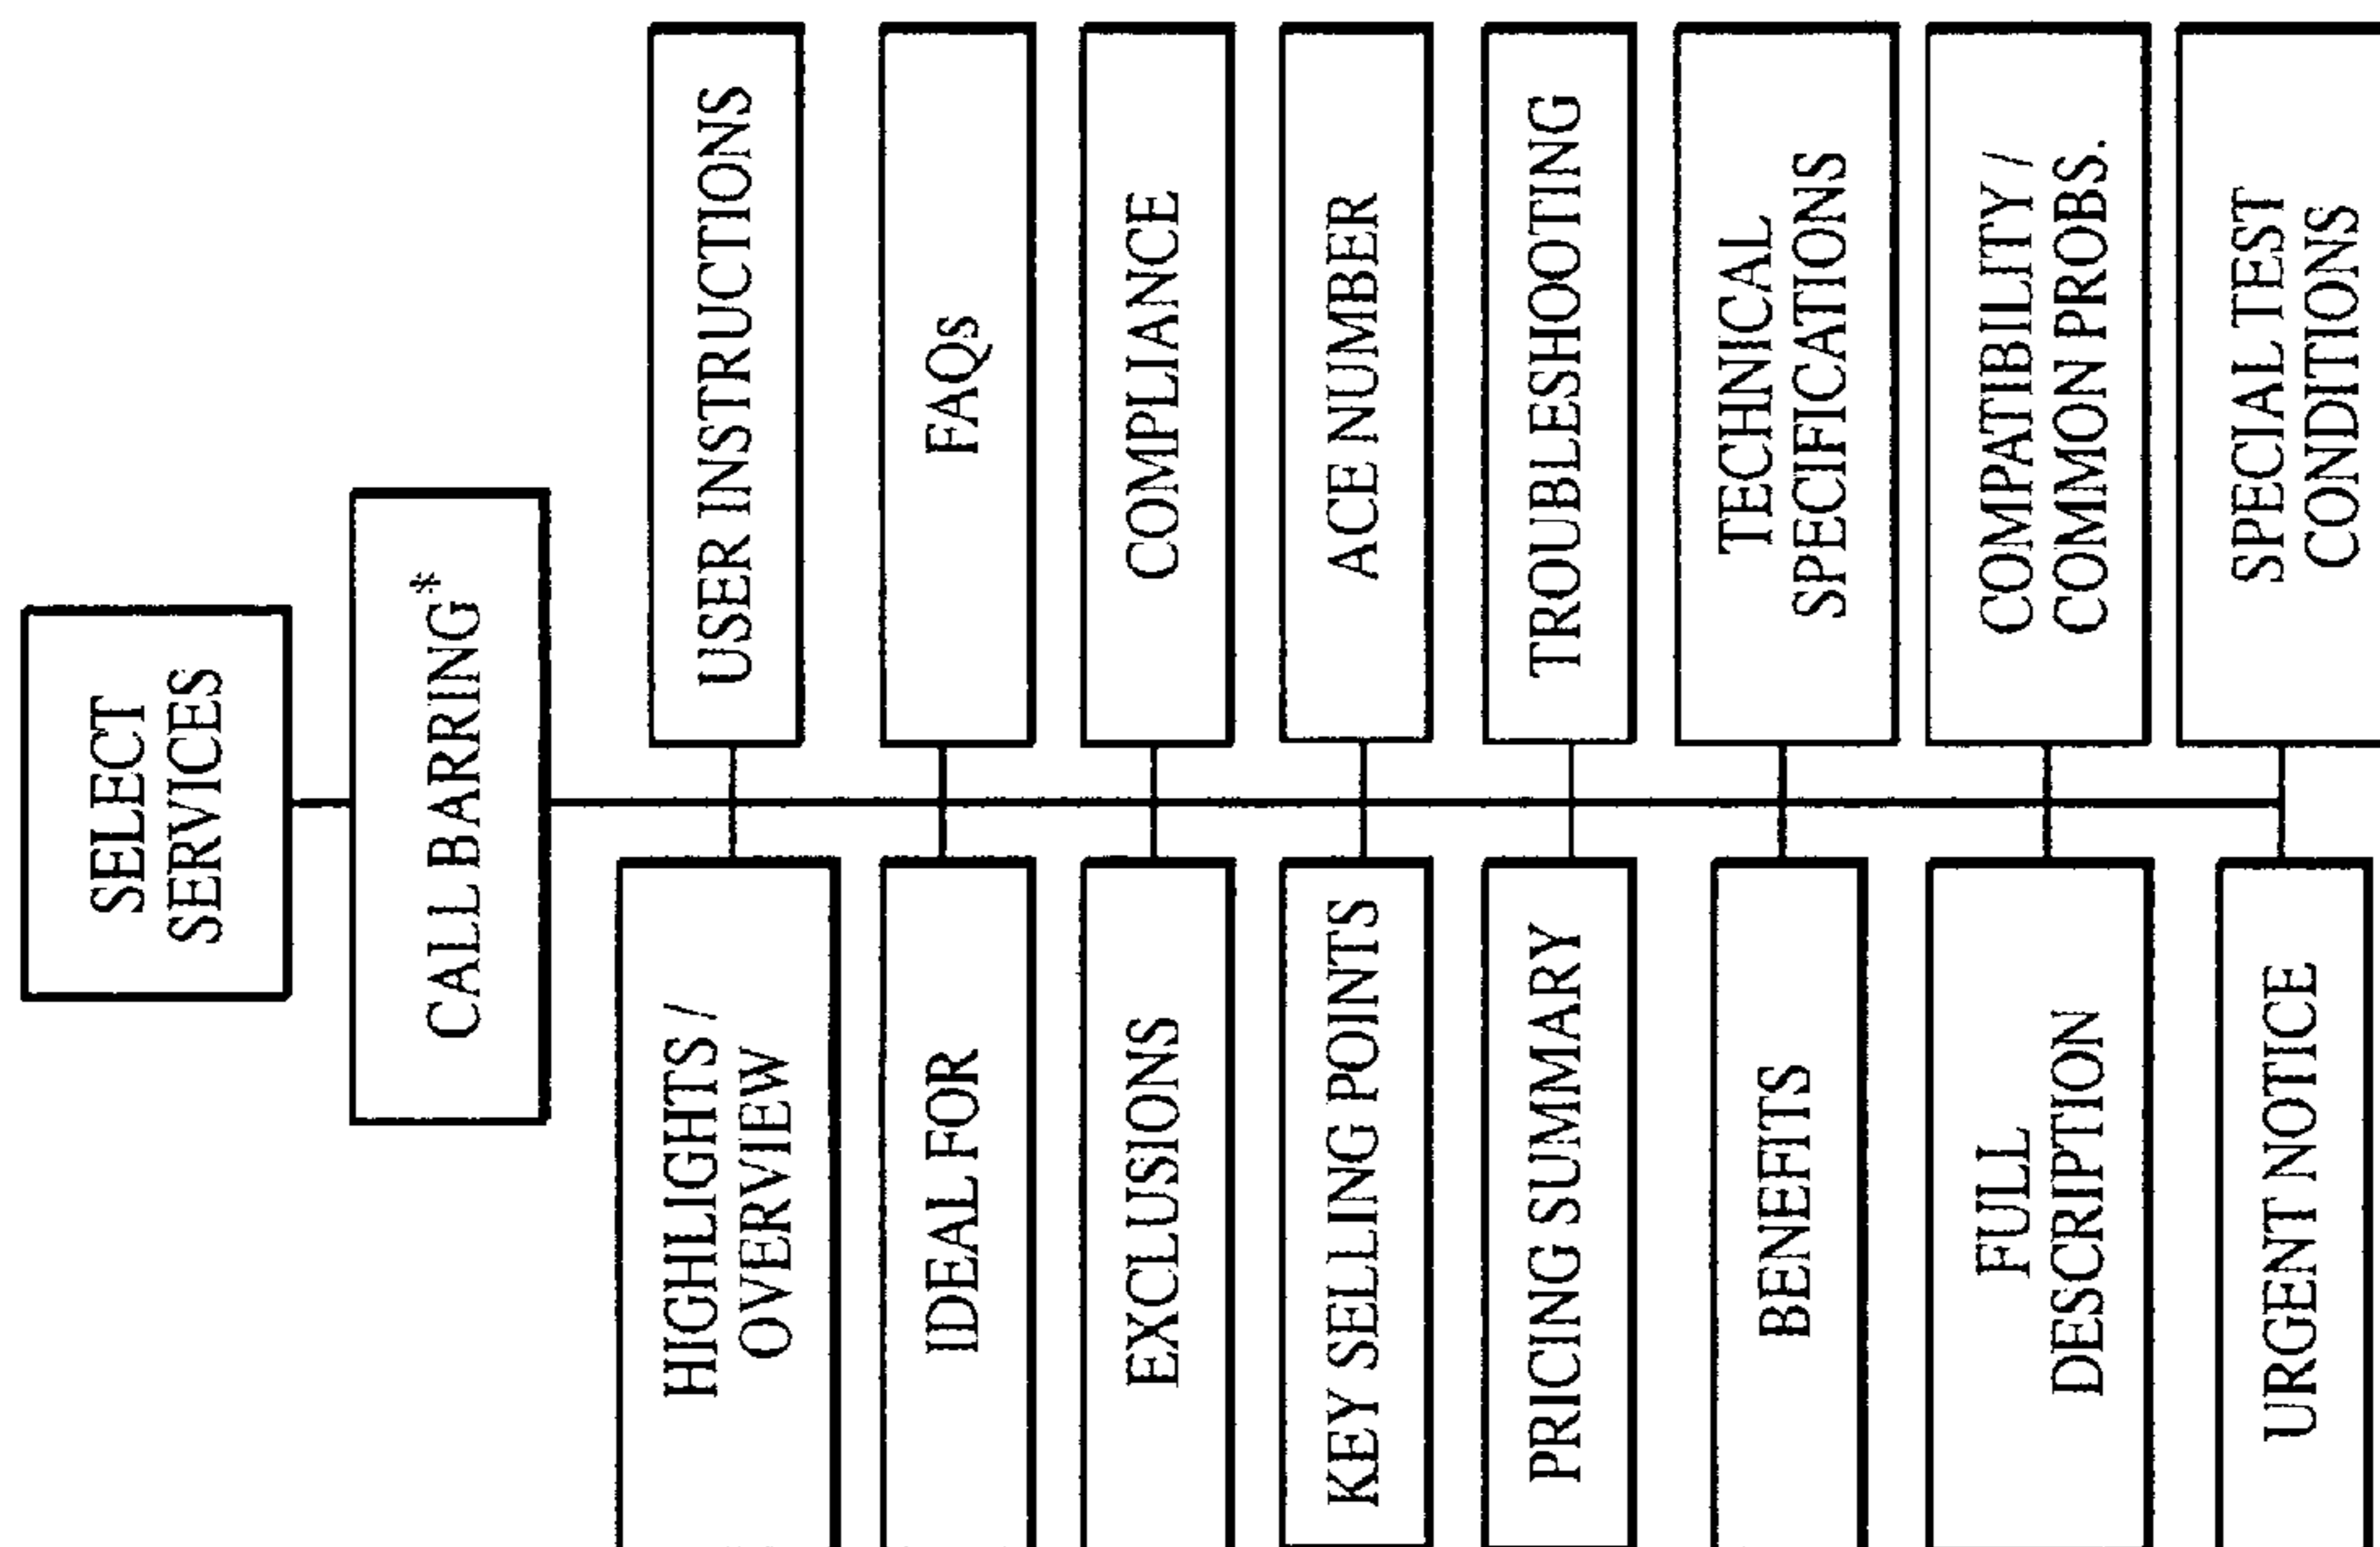 SELECT
SERVICES
CALL BARRING*
HIGHLIGHTS /
OVERVIEW
USER INSTRUCTIONS
IDEAL FOR
FAQs
EXCLUSIONS
COMPLIANCE
KEY SELLING POINTS
ACE NUMBER
PRICING SUMMARY
TROUBLESHOOTING
BENEFITS
TECHNICAL
SPECIFICATIONS
FULL
DESCRIPTION
COMPATIBILITY /
COMMON PROBS.
URGENT NOTICE
SPECIAL TEST
CONDITIONS